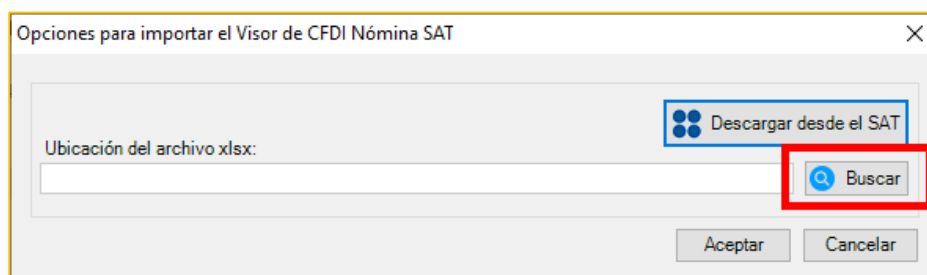 Opciones para importar el Visor de CFDI Nómina SAT
Descargar desde el SAT
Ubicación del archivo xlsx:
Buscar
Aceptar
Cancelar